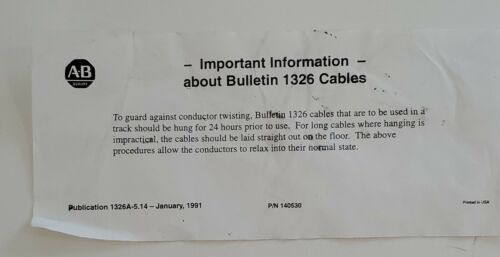 A-B
– Important Information –
about Bulletin 1326 Cables
To guard against conductor twisting, Bulletin 1326 cables that are to be used in a
track should be hung for 24 hours prior to use. For long cables where hanging is
impractical, the cables should be laid straight out on the floor. The above
procedures allow the conductors to relax into their normal state.
Publication 1326A-5.14 – January, 1991 P/N 140530 Printed in USA